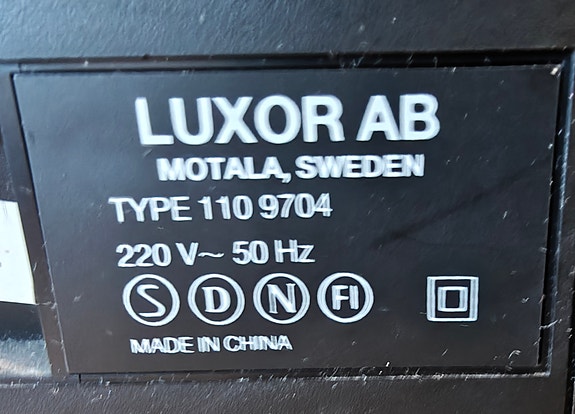 LUXOR AB
MOTALA, SWEDEN
TYPE 110 9704
220 V~ 50 Hz
S D N FI
MADE IN CHINA